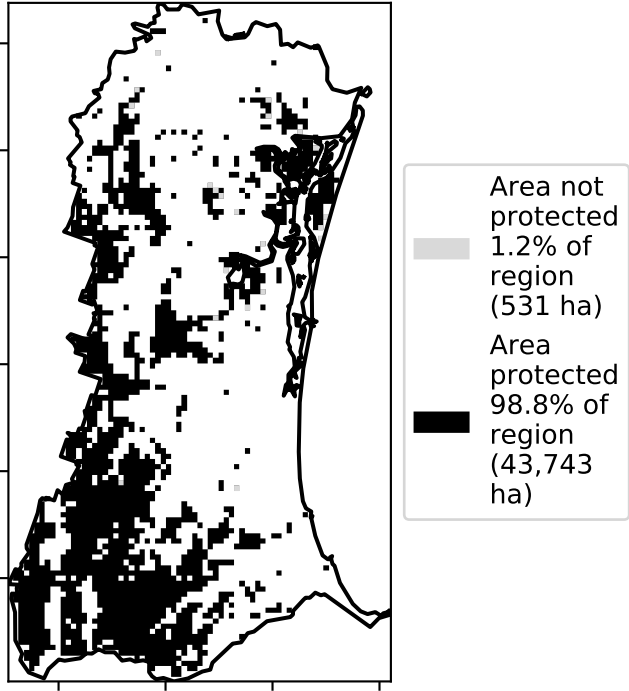 Area not
protected
1.2% of
region
(531 ha)
Area
protected
98.8% of
region
(43,743
ha)